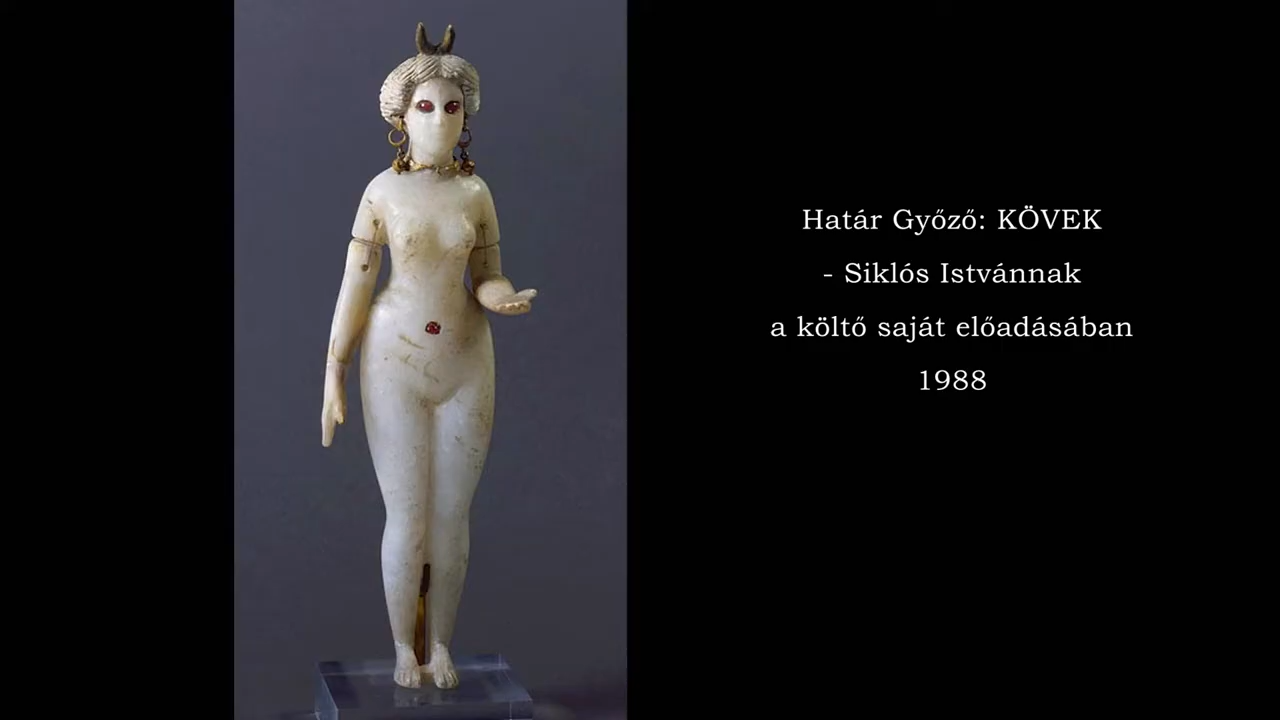 Határ Győző: KÖVEK
- Siklós Istvánnak
a költő saját előadásában
1988